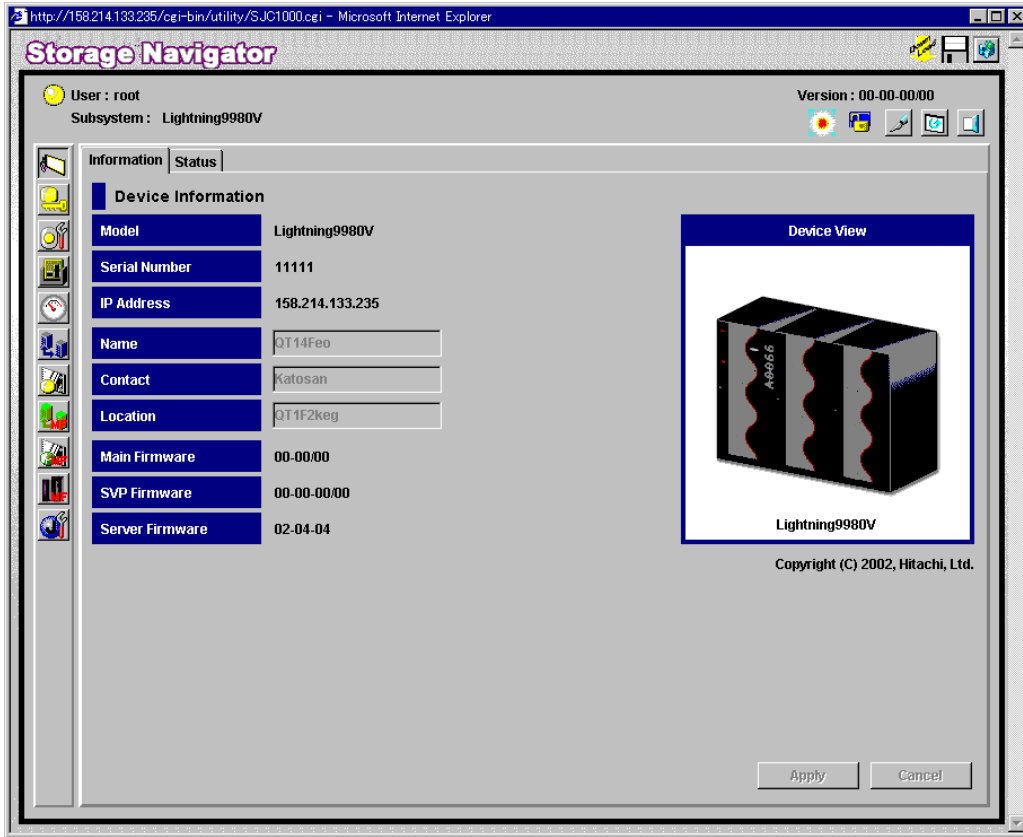 http://158.214.133.235/cgi-bin/utility/SJC1000.cgi - Microsoft Internet Explorer
Storage Navigator
User : root
Version : 00-00-00/00
Subsystem : Lightning9980V
Information
Status
Device Information
Model
Lightning9980V
Serial Number
11111
IP Address
158.214.133.235
Name
QT14Feo
Contact
Katosan
Location
QT1F2keg
Main Firmware
00-00/00
SVP Firmware
00-00-00/00
Server Firmware
02-04-04
Device View
Lightning9980V
Copyright (C) 2002, Hitachi, Ltd.
Apply
Cancel